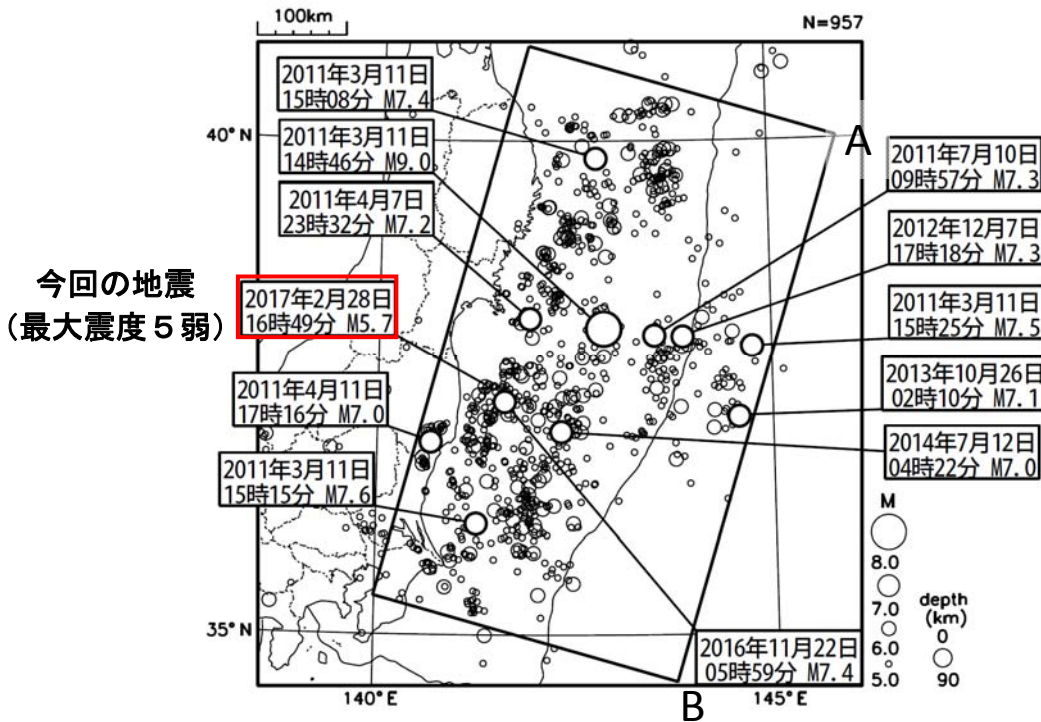 100km
N=957
2011年3月11日
15時08分 M7.4
2011年3月11日
14時46分 M9.0
2011年4月7日
23時32分 M7.2
今回の地震
（最大震度５弱）
2017年2月28日
16時49分 M5.7
2011年4月11日
17時16分 M7.0
2011年3月11日
15時15分 M7.6
40°N
35°N
140°E
145°E
A
B
2011年7月10日
09時57分 M7.3
2012年12月7日
17時18分 M7.3
2011年3月11日
15時25分 M7.5
2013年10月26日
02時10分 M7.1
2014年7月12日
04時22分 M7.0
2016年11月22日
05時59分 M7.4
M
8.0
7.0
6.0
5.0
depth
(km)
0
90